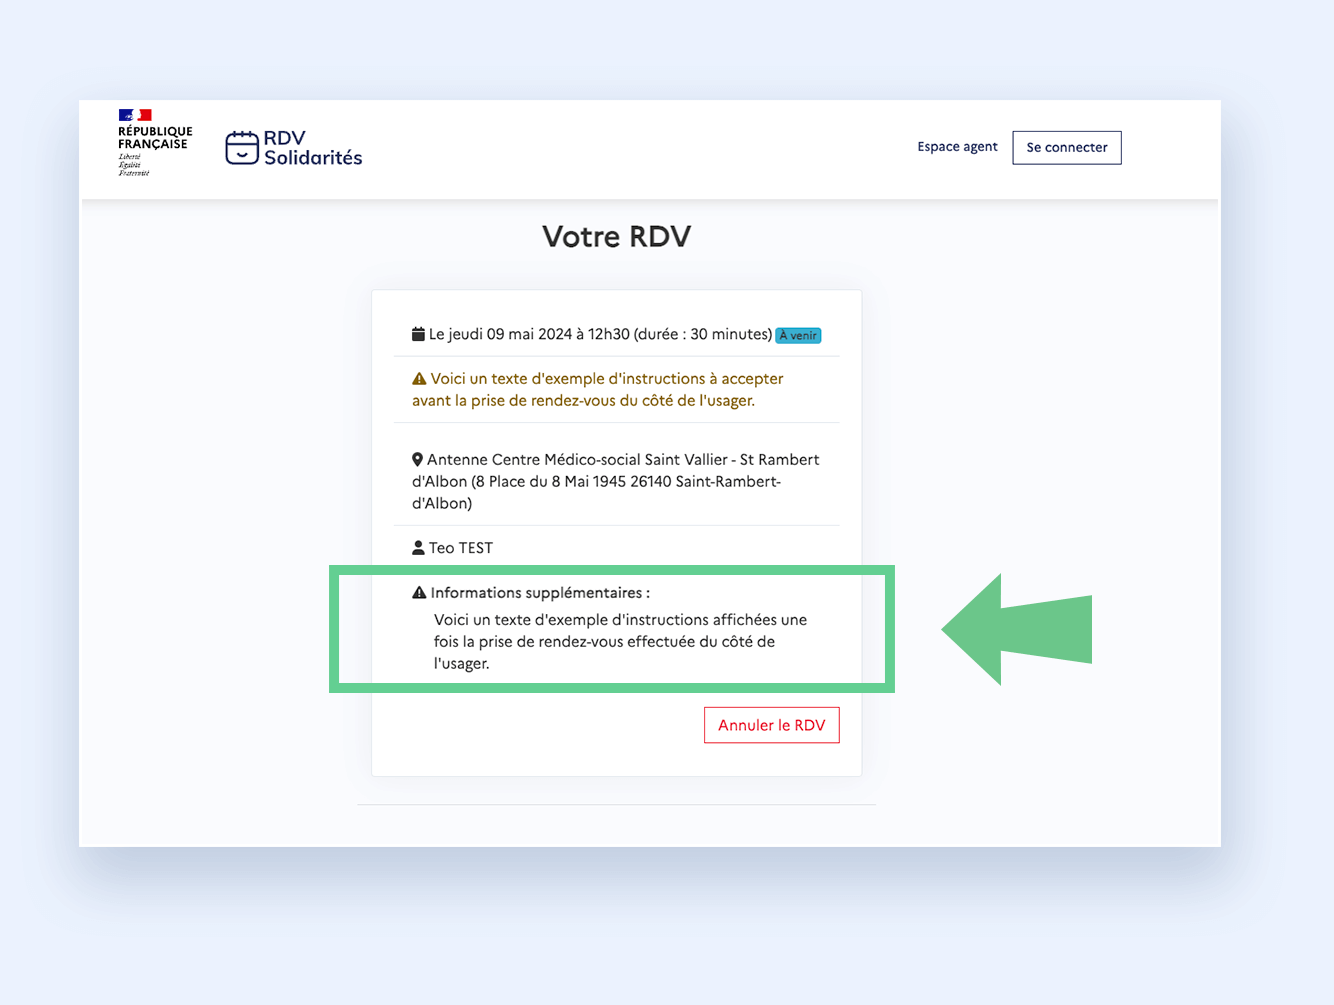 RÉPUBLIQUE
FRANÇAISE
Liberté
Égalité
Fraternité
RDV
Solidarités
Espace agent
Se connecter
Votre RDV
Le jeudi 09 mai 2024 à 12h30 (durée : 30 minutes) À venir
Voici un texte d'exemple d'instructions à accepter
avant la prise de rendez-vous du côté de l'usager.
Antenne Centre Médico-social Saint Vallier - St Rambert
d'Albon (8 Place du 8 Mai 1945 26140 Saint-Rambert-
d'Albon)
Teo TEST
Informations supplémentaires :
Voici un texte d'exemple d'instructions affichées une
fois la prise de rendez-vous effectuée du côté de
l'usager.
Annuler le RDV